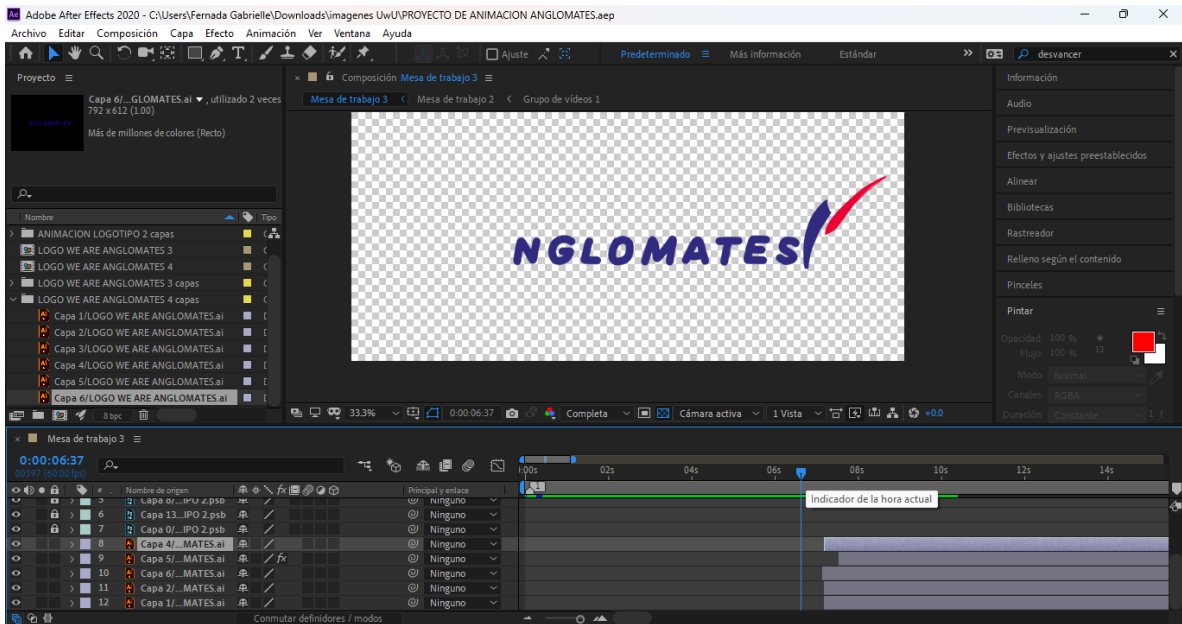 Adobe After Effects 2020 - C:\Users\Fernada Gabrielle\Downloads\imagenes UwU\PROYECTO DE ANIMACION ANGLOMATES.aep
Archivo Editar Composición Capa Efecto Animación Ver Ventana Ayuda
Ajuste Predeterminado Más información Estándar desvancer
Proyecto
Capa 6/...GLOMATES.ai , utilizado 2 veces
792 x 612 (1.00)
Más de millones de colores (Recto)
NGLOMATES
Nombre Tipo
ANIMACION LOGOTIPO 2 capas
LOGO WE ARE ANGLOMATES 3
LOGO WE ARE ANGLOMATES 4
LOGO WE ARE ANGLOMATES 3 capas
LOGO WE ARE ANGLOMATES 4 capas
Capa 1/LOGO WE ARE ANGLOMATES.ai
Capa 2/LOGO WE ARE ANGLOMATES.ai
Capa 3/LOGO WE ARE ANGLOMATES.ai
Capa 4/LOGO WE ARE ANGLOMATES.ai
Capa 5/LOGO WE ARE ANGLOMATES.ai
Capa 6/LOGO WE ARE ANGLOMATES.ai
8 bpc
Composición Mesa de trabajo 3
Mesa de trabajo 3 Mesa de trabajo 2 Grupo de vídeos 1
NGLOMATES
33.3% 0:00:06:37 Completa Cámara activa 1 Vista +0.0
Información
Audio
Previsualización
Efectos y ajustes preestablecidos
Alinear
Bibliotecas
Rastreador
Relleno según el contenido
Pinceles
Pintar
Opacidad: 100 %
Flujo: 100 % 13
Modo: Normal
Canales: RGBA
Duración: Constante 1 f
Mesa de trabajo 3
0:00:06:37
00397 (60.00 fps)
:00s 02s 04s 06s 08s 10s 12s 14s
# Nombre de origen Principal y enlace
1
Indicador de la hora actual
5 Capa 8/...IPO 2.psb Ninguno
6 Capa 13...IPO 2.psb Ninguno
7 Capa 0/...IPO 2.psb Ninguno
8 Capa 4/...MATES.ai Ninguno
9 Capa 5/...MATES.ai fx Ninguno
10 Capa 6/...MATES.ai Ninguno
11 Capa 2/...MATES.ai Ninguno
12 Capa 1/...MATES.ai Ninguno
Conmutar definidores / modos